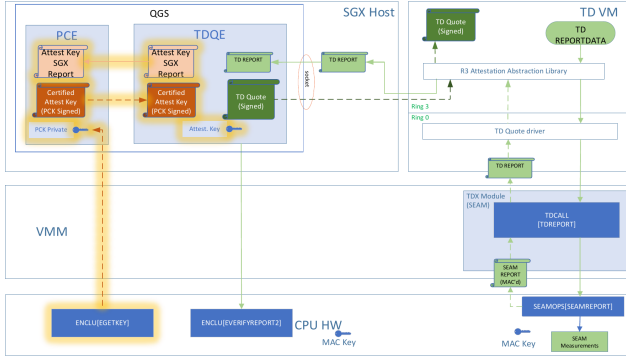 QGS
SGX Host
TD VM
PCE
TDQE
Attest Key
SGX
Report
Attest Key
SGX
Report
Certified
Attest Key
(PCK Signed)
Certified
Attest Key
(PCK Signed)
PCK Private
Attest. Key
TD REPORT
TD REPORT
socket
TD Quote
(Signed)
TD Quote
(Signed)
TD
REPORTDATA
R3 Attestation Abstraction Library
Ring 3
Ring 0
TD Quote driver
TD REPORT
VMM
TDX Module
(SEAM)
TDCALL
[TDREPORT]
SEAM
REPORT
(MAC'd)
ENCLU[EGETKEY]
ENCLU[EVERIFYREPORT2]
CPU HW
MAC Key
MAC Key
SEAMOPS[SEAMREPORT]
SEAM
Measurements